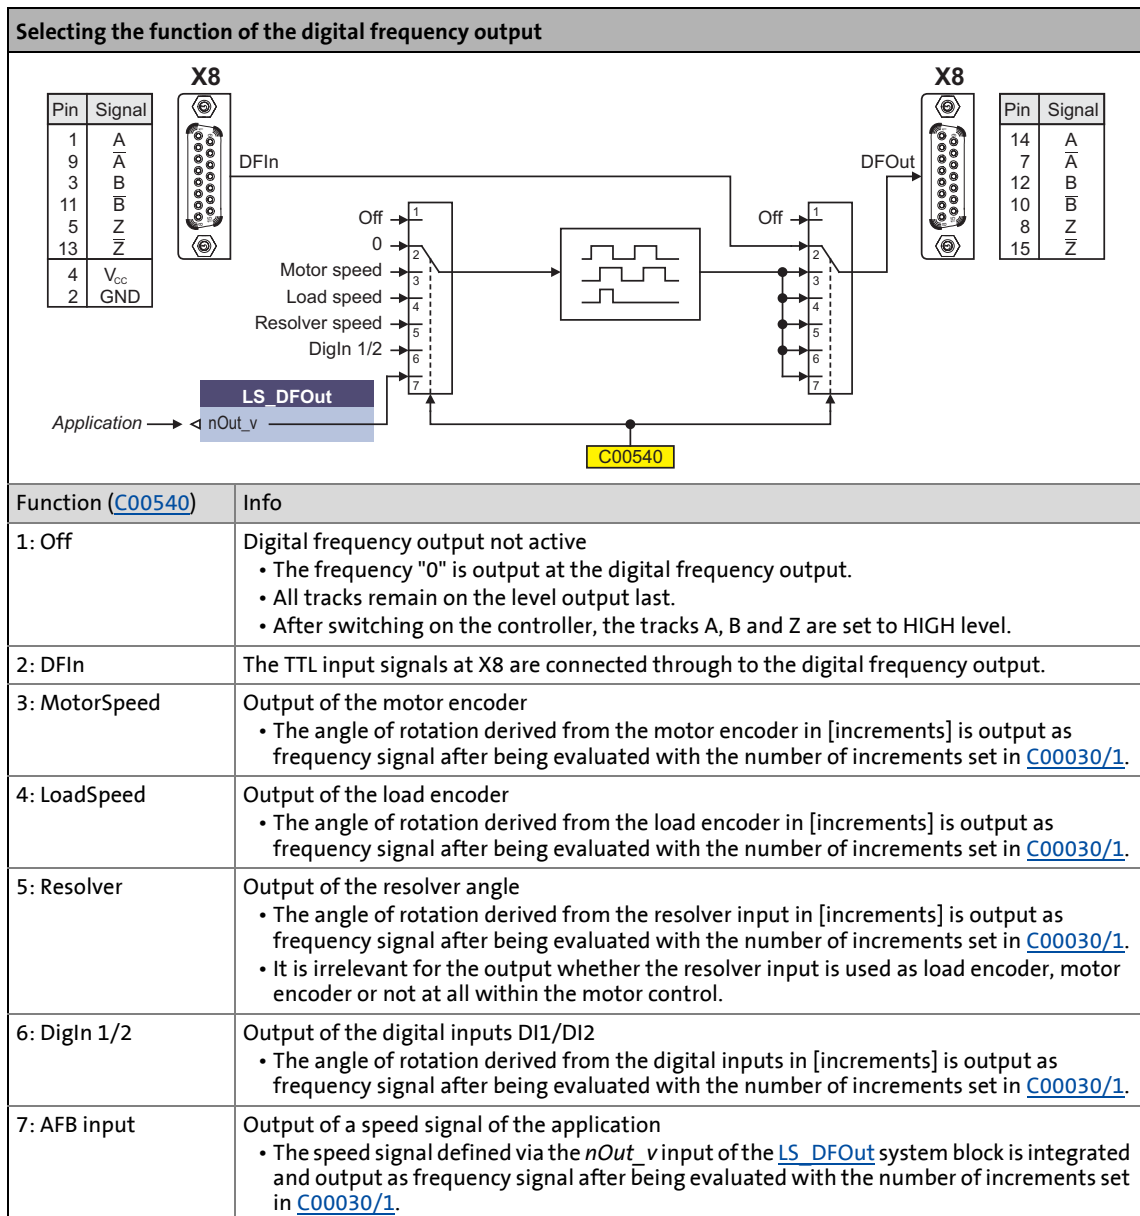 Selecting the function of the digital frequency output
X8
X8
Pin Signal
1 A
9 A̅
3 B
11 B̅
5 Z
13 Z̅
4 Vcc
2 GND
DFIn
DFOut
Pin Signal
14 A
7 A̅
12 B
10 B̅
8 Z
15 Z̅
Off
0
Motor speed
Load speed
Resolver speed
DigIn 1/2
1
2
3
4
5
6
7
Off
1
2
3
4
5
6
7
LS_DFOut
Application
nOut_v
C00540
Function (C00540) Info
1: Off Digital frequency output not active
• The frequency "0" is output at the digital frequency output.
• All tracks remain on the level output last.
• After switching on the controller, the tracks A, B and Z are set to HIGH level.
2: DFIn The TTL input signals at X8 are connected through to the digital frequency output.
3: MotorSpeed Output of the motor encoder
• The angle of rotation derived from the motor encoder in [increments] is output as
frequency signal after being evaluated with the number of increments set in C00030/1.
4: LoadSpeed Output of the load encoder
• The angle of rotation derived from the load encoder in [increments] is output as
frequency signal after being evaluated with the number of increments set in C00030/1.
5: Resolver Output of the resolver angle
• The angle of rotation derived from the resolver input in [increments] is output as
frequency signal after being evaluated with the number of increments set in C00030/1.
• It is irrelevant for the output whether the resolver input is used as load encoder, motor
encoder or not at all within the motor control.
6: DigIn 1/2 Output of the digital inputs DI1/DI2
• The angle of rotation derived from the digital inputs in [increments] is output as
frequency signal after being evaluated with the number of increments set in C00030/1.
7: AFB input Output of a speed signal of the application
• The speed signal defined via the nOut_v input of the LS_DFOut system block is integrated
and output as frequency signal after being evaluated with the number of increments set
in C00030/1.